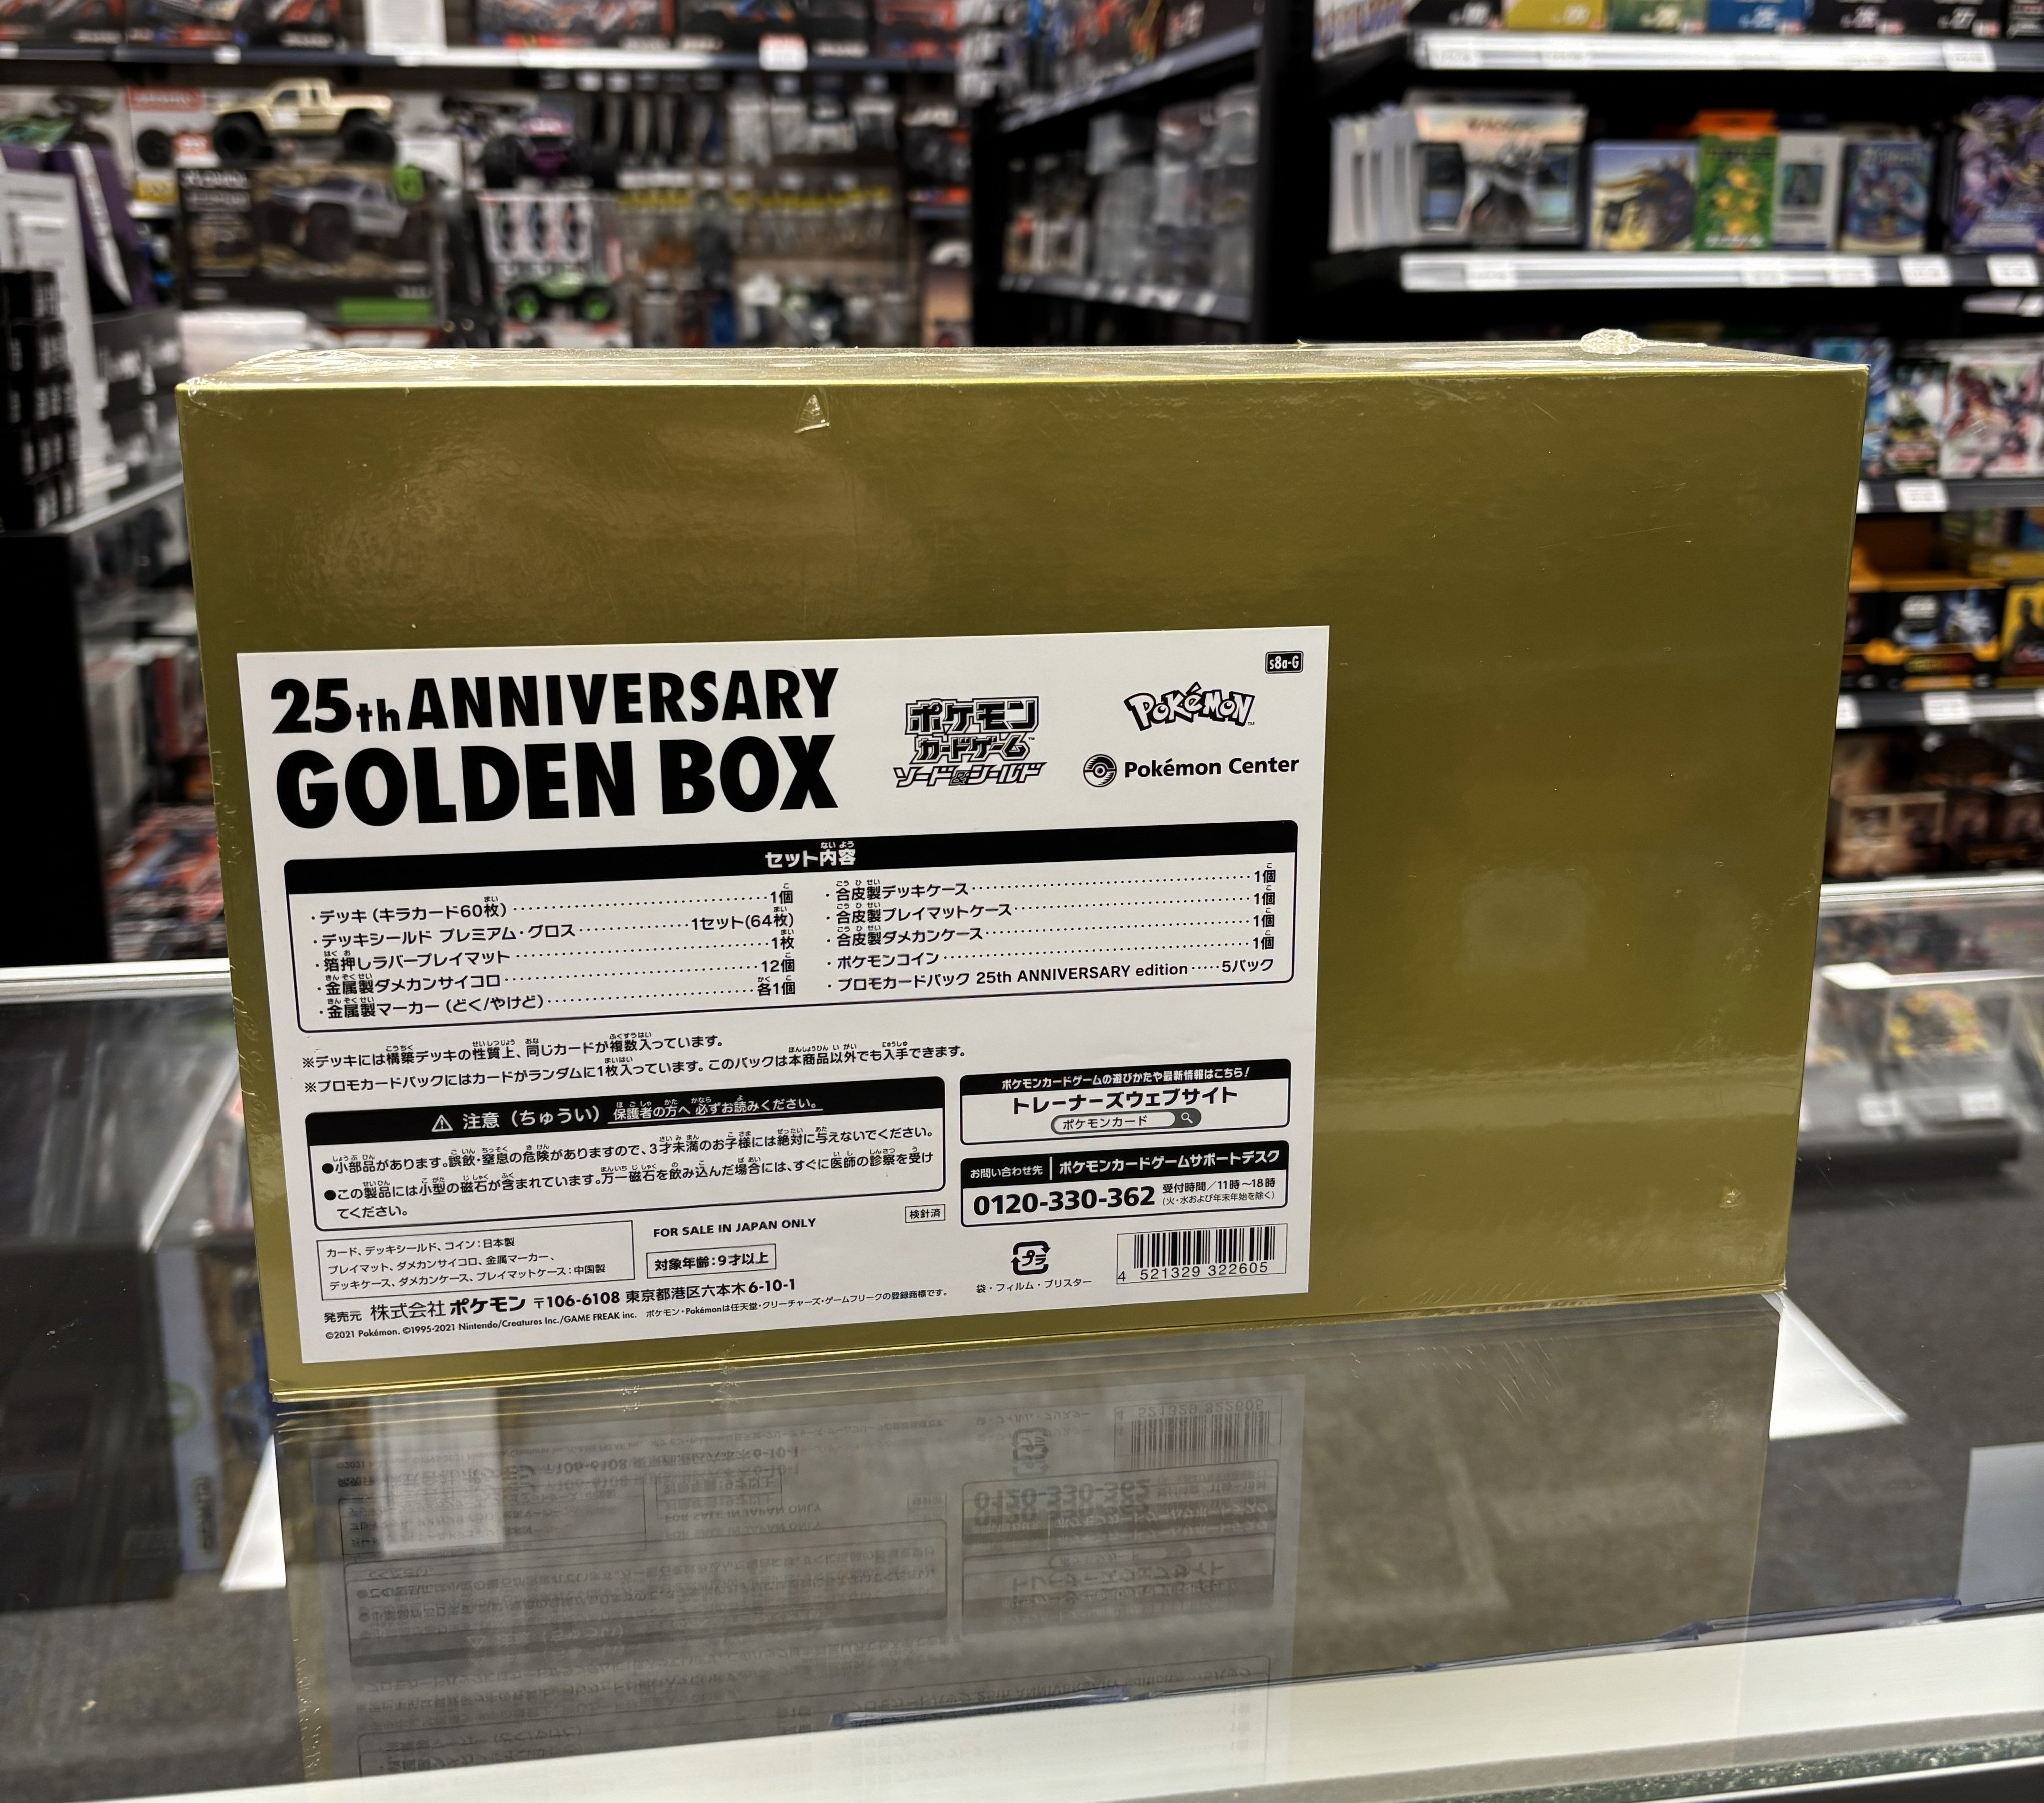 25th ANNIVERSARY
GOLDEN BOX
ポケモン
カードゲーム
ソード&シールド
s8a-G
POKéMON
Pokémon Center
セット内容
・デッキ (キラカード60枚) 1個
・デッキシールド プレミアム・グロス 1セット(64枚)
・箔押しラバープレイマット 1枚
・金属製ダメカンサイコロ 12個
・金属製マーカー (どく/やけど) 各1個
・合皮製デッキケース 1個
・合皮製プレイマットケース 1個
・合皮製ダメカンケース 1個
・ポケモンコイン 1個
・プロモカードパック 25th ANNIVERSARY edition 5パック
※デッキには構築デッキの性質上、同じカードが複数入っています。
※プロモカードパックにはカードがランダムに1枚入っています。このパックは本商品以外でも入手できます。
注意 (ちゅうい) 保護者の方へ 必ずお読みください。
●小部品があります。誤飲・窒息の危険がありますので、3才未満のお子様には絶対に与えないでください。
●この製品には小型の磁石が含まれています。万一磁石を飲み込んだ場合には、すぐに医師の診察を受け
てください。
ポケモンカードゲームの遊びかたや最新情報はこちら!
トレーナーズウェブサイト
ポケモンカード
お問い合わせ先 ポケモンカードゲームサポートデスク
0120-330-362 受付時間/11時~18時
(火・水および年末年始を除く)
検針済
カード、デッキシールド、コイン:日本製
プレイマット、ダメカンサイコロ、金属マーカー、
デッキケース、ダメカンケース、プレイマットケース:中国製
FOR SALE IN JAPAN ONLY
対象年齢:9才以上
プラ
袋・フィルム・ブリスター
4 521329 322605
発売元 株式会社ポケモン 〒106-6108 東京都港区六本木6-10-1
©2021 Pokémon. ©1995-2021 Nintendo/Creatures Inc./GAME FREAK inc. ポケモン・Pokémonは任天堂・クリーチャーズ・ゲームフリークの登録商標です。